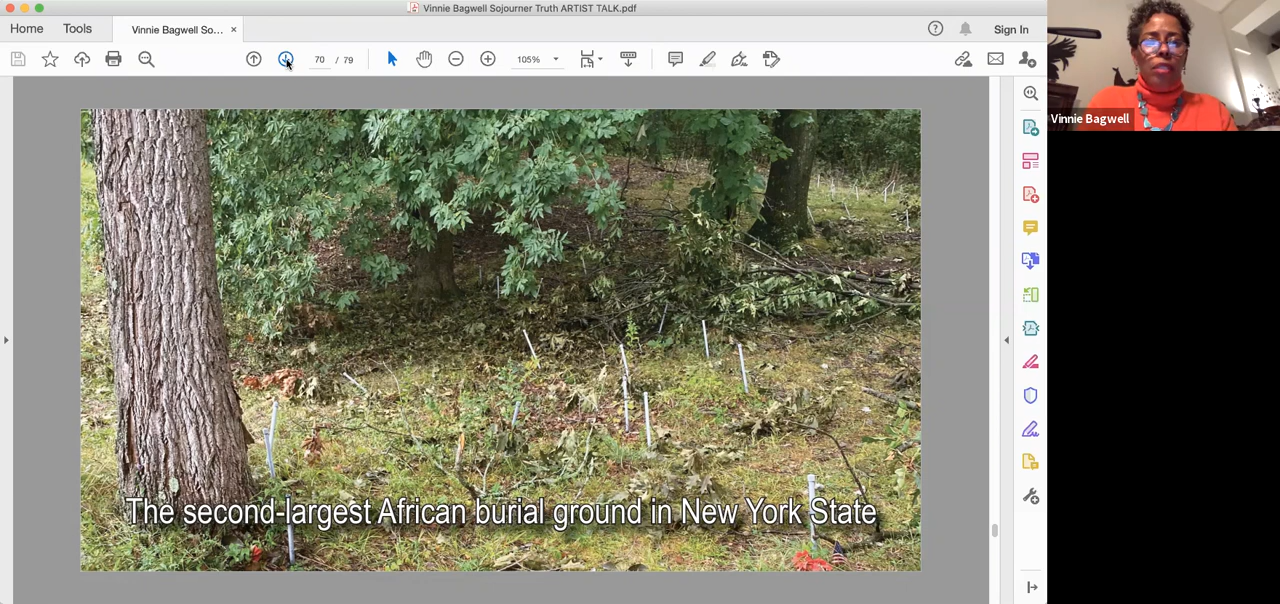 Vinnie Bagwell Sojourner Truth ARTIST TALK.pdf
Home Tools Vinnie Bagwell So... × Sign In
70 / 79 105%
Vinnie Bagwell
The second-largest African burial ground in New York State